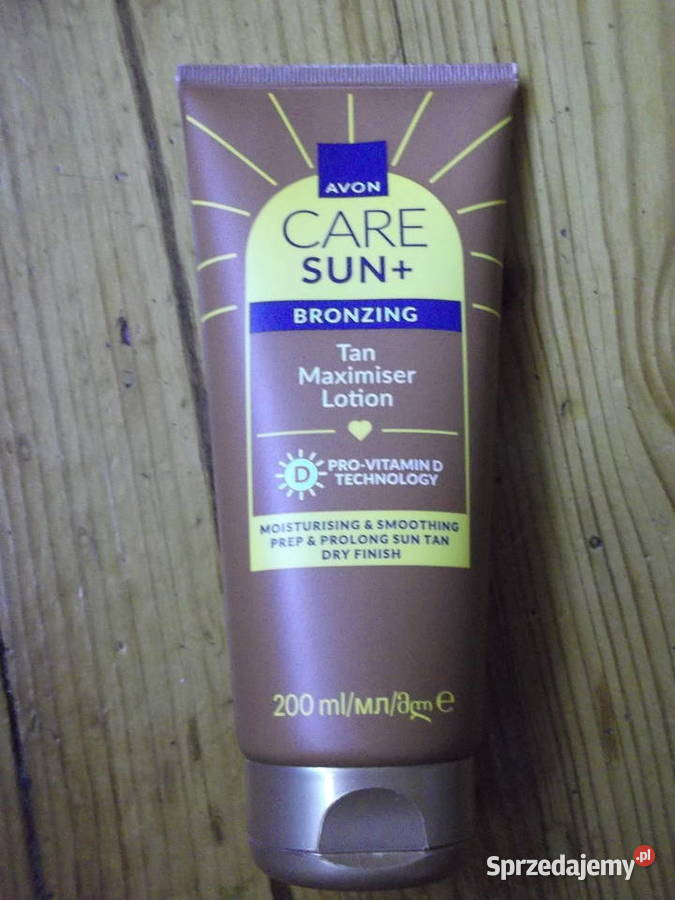 AVON
CARE
SUN+
BRONZING
Tan
Maximiser
Lotion
D
PRO-VITAMIN D
TECHNOLOGY
MOISTURISING & SMOOTHING
PREP & PROLONG SUN TAN
DRY FINISH
200 ml/мл/მლ e
Sprzedajemy.pl